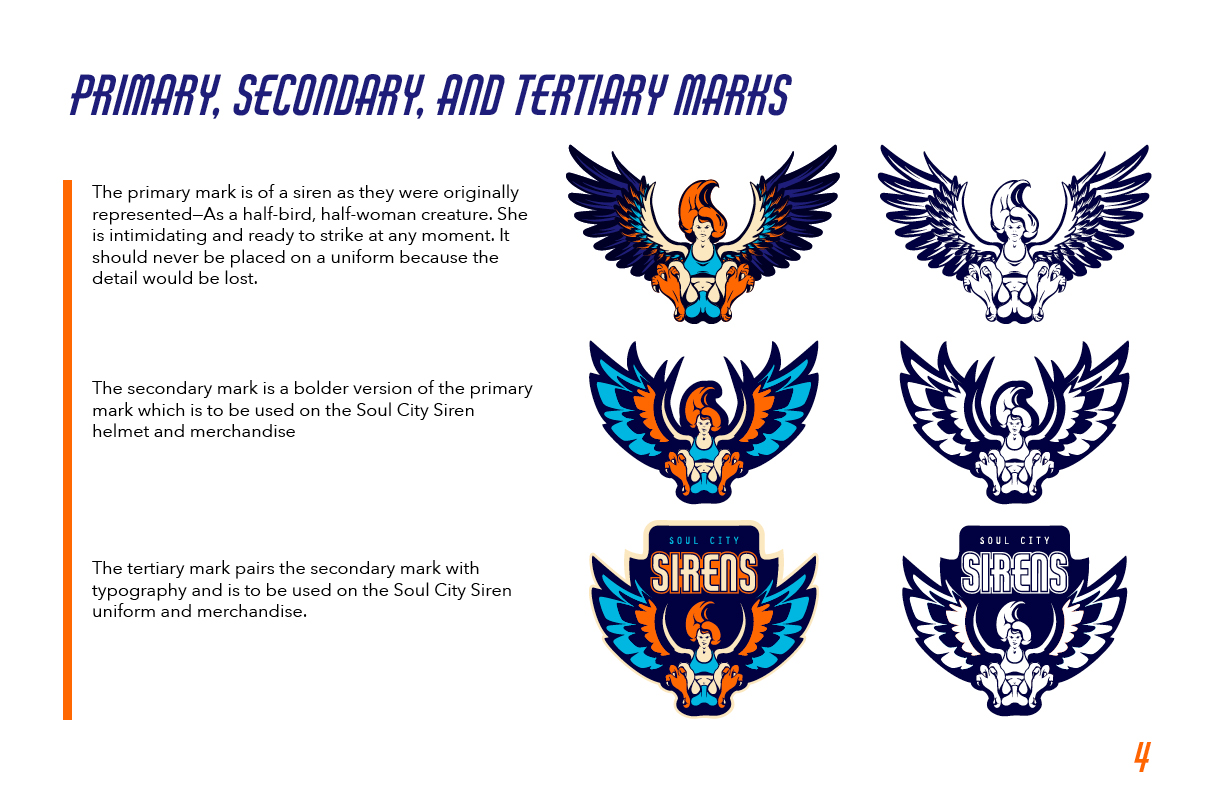 PRIMARY, SECONDARY, AND TERTIARY MARKS
The primary mark is of a siren as they were originally
represented—As a half-bird, half-woman creature. She
is intimidating and ready to strike at any moment. It
should never be placed on a uniform because the
detail would be lost.
The secondary mark is a bolder version of the primary
mark which is to be used on the Soul City Siren
helmet and merchandise
The tertiary mark pairs the secondary mark with
typography and is to be used on the Soul City Siren
uniform and merchandise.
SOUL CITY
SIRENS
SOUL CITY
SIRENS
4